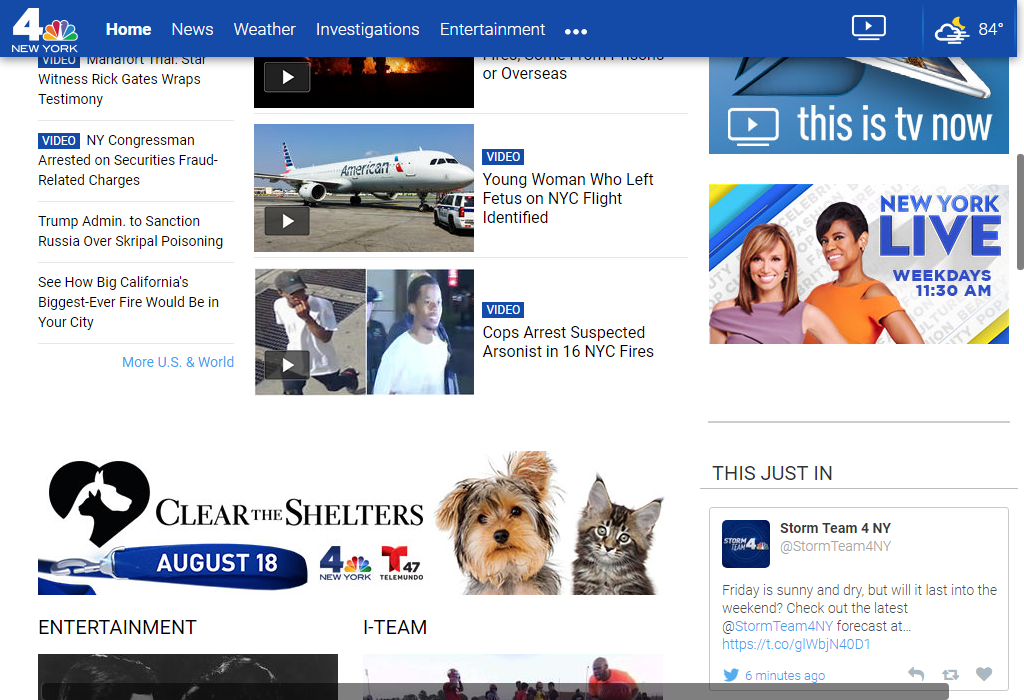 4
NEW YORK
Home
News
Weather
Investigations
Entertainment
84°
VIDEO Manafort Trial: Star
Witness Rick Gates Wraps
Testimony
VIDEO NY Congressman
Arrested on Securities Fraud-
Related Charges
Trump Admin. to Sanction
Russia Over Skripal Poisoning
See How Big California's
Biggest-Ever Fire Would Be in
Your City
More U.S. & World
Fires, Some From Prisons
or Overseas
American
VIDEO
Young Woman Who Left
Fetus on NYC Flight
Identified
VIDEO
Cops Arrest Suspected
Arsonist in 16 NYC Fires
this is tv now
NEW YORK
LIVE
WEEKDAYS
11:30 AM
CLEAR THE SHELTERS
AUGUST 18
4
NEW YORK
T 47
TELEMUNDO
ENTERTAINMENT
I-TEAM
THIS JUST IN
STORM
TEAM 4
Storm Team 4 NY
@StormTeam4NY
Friday is sunny and dry, but will it last into the
weekend? Check out the latest
@StormTeam4NY forecast at...
https://t.co/glWbjN40D1
6 minutes ago